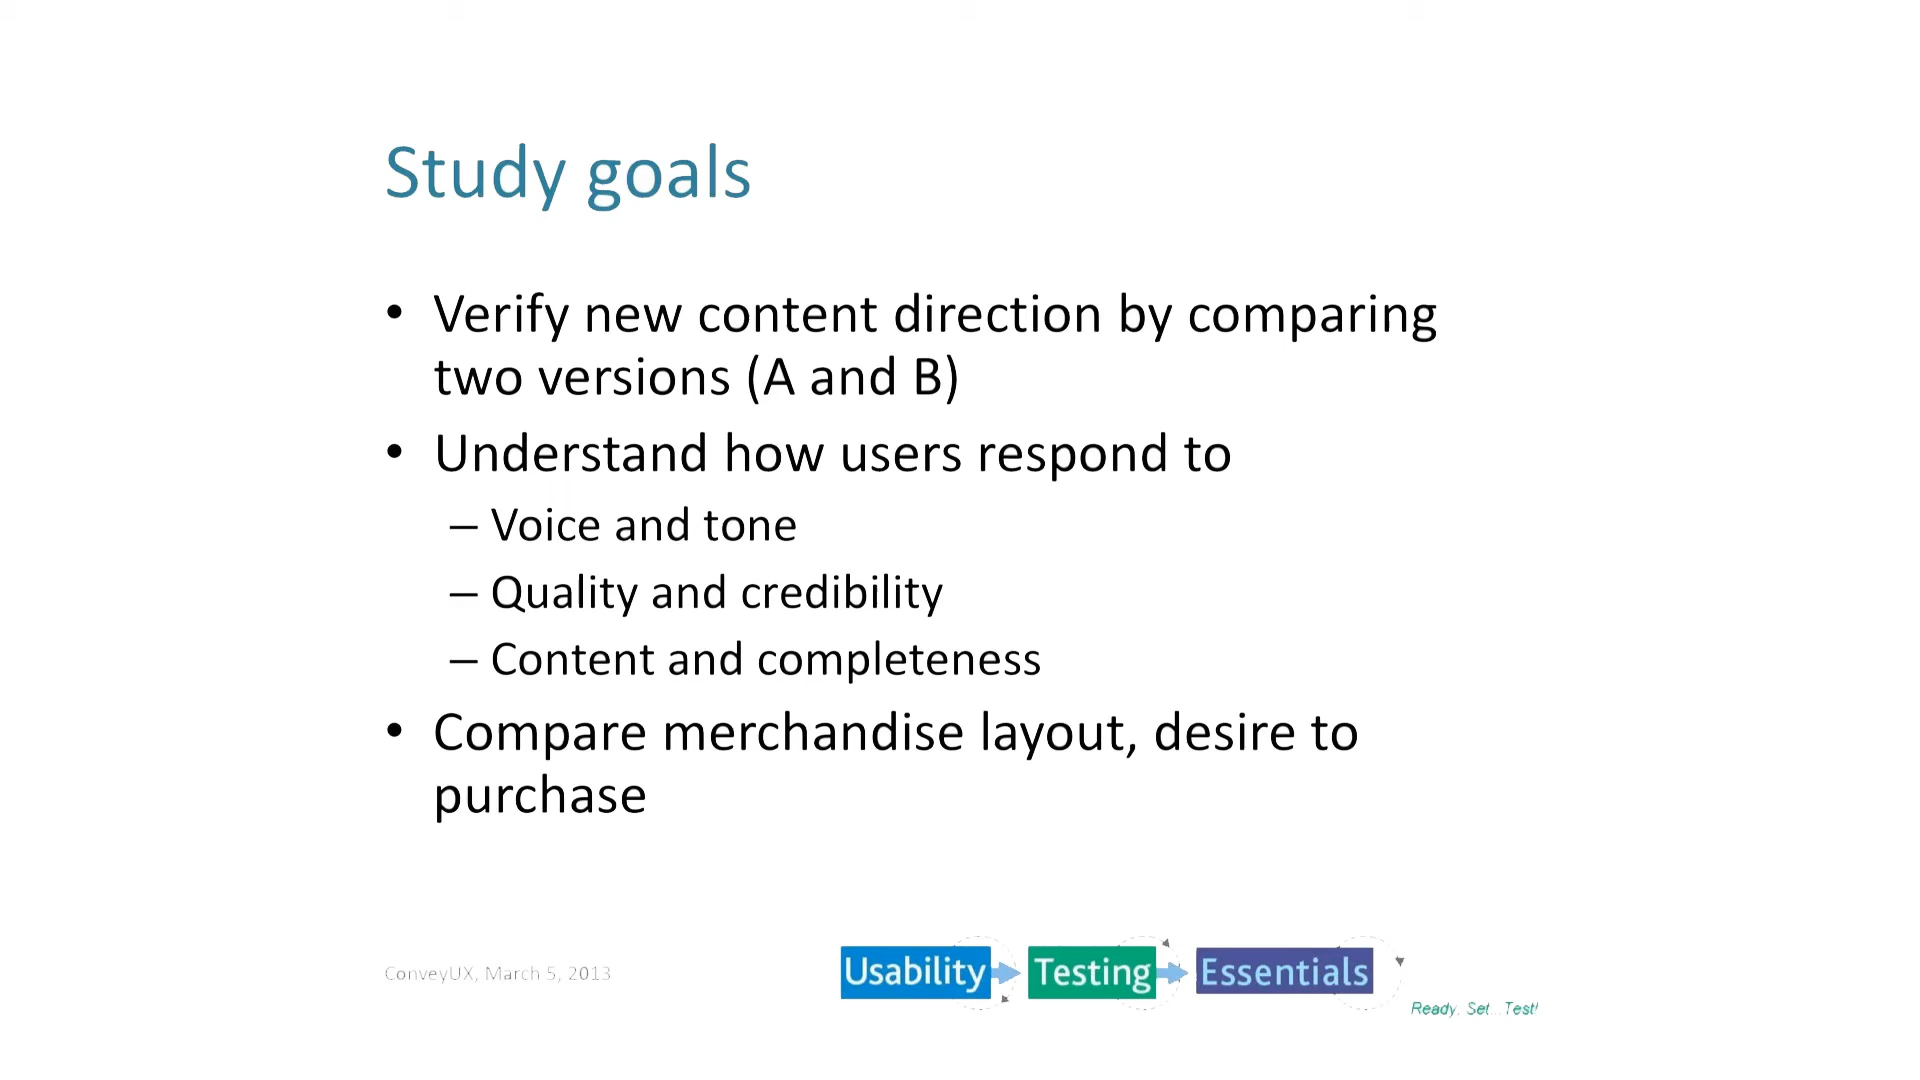 Study goals
• Verify new content direction by comparing
two versions (A and B)
• Understand how users respond to
– Voice and tone
– Quality and credibility
– Content and completeness
• Compare merchandise layout, desire to
purchase
ConveyUX, March 5, 2013
Usability Testing Essentials
Ready, Set...Test!